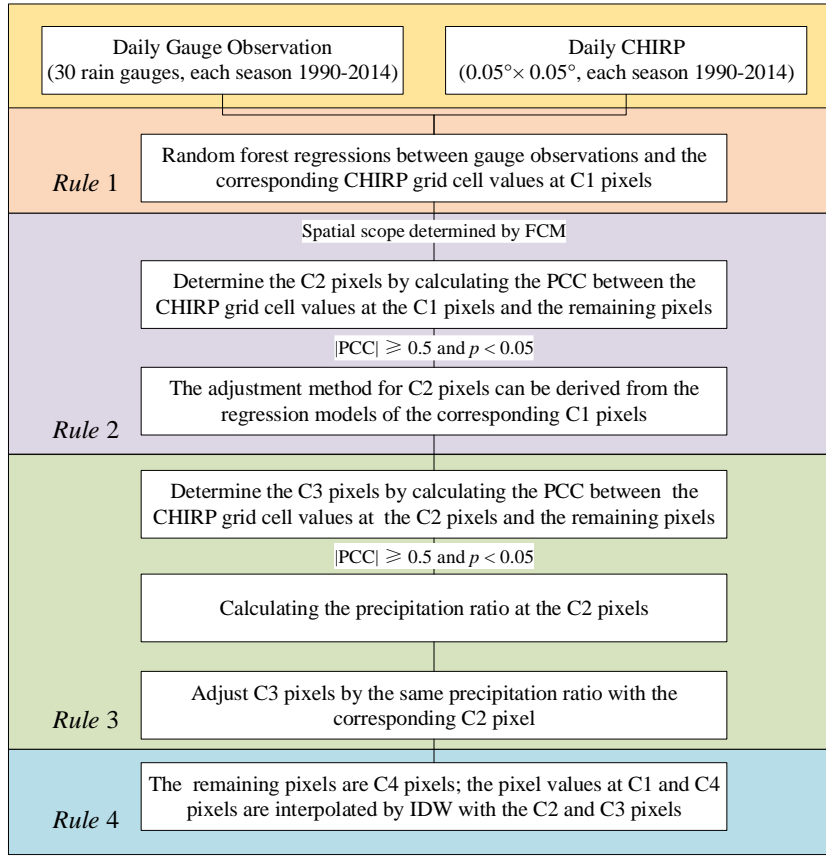 Daily Gauge Observation
(30 rain gauges, each season 1990-2014)
Daily CHIRP
(0.05°× 0.05°, each season 1990-2014)
Rule 1
Random forest regressions between gauge observations and the
corresponding CHIRP grid cell values at C1 pixels
Spatial scope determined by FCM
Determine the C2 pixels by calculating the PCC between the
CHIRP grid cell values at the C1 pixels and the remaining pixels
|PCC| ≥ 0.5 and p < 0.05
The adjustment method for C2 pixels can be derived from the
regression models of the corresponding C1 pixels
Rule 2
Determine the C3 pixels by calculating the PCC between the
CHIRP grid cell values at the C2 pixels and the remaining pixels
|PCC| ≥ 0.5 and p < 0.05
Calculating the precipitation ratio at the C2 pixels
Adjust C3 pixels by the same precipitation ratio with the
corresponding C2 pixel
Rule 3
The remaining pixels are C4 pixels; the pixel values at C1 and C4
pixels are interpolated by IDW with the C2 and C3 pixels
Rule 4